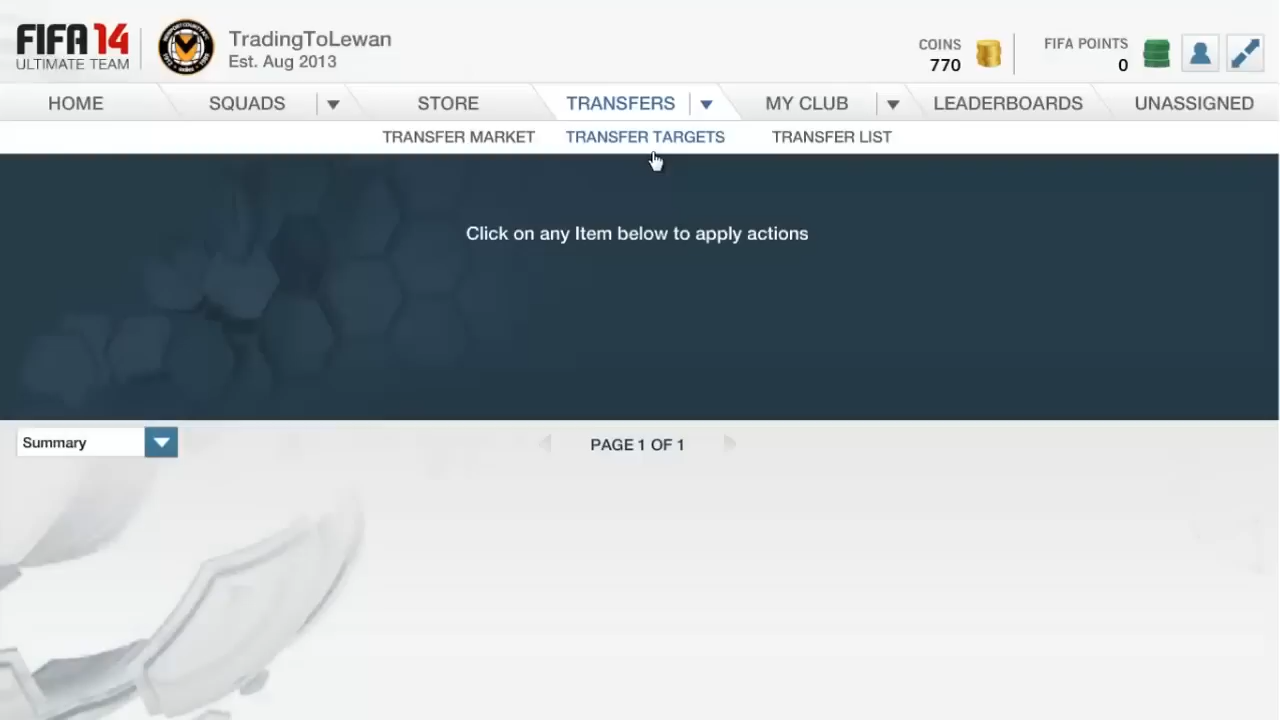 FIFA 14
ULTIMATE TEAM
TradingToLewan
Est. Aug 2013
COINS
770
FIFA POINTS
0
HOME
SQUADS
STORE
TRANSFERS
MY CLUB
LEADERBOARDS
UNASSIGNED
TRANSFER MARKET
TRANSFER TARGETS
TRANSFER LIST
Click on any Item below to apply actions
Summary
PAGE 1 OF 1